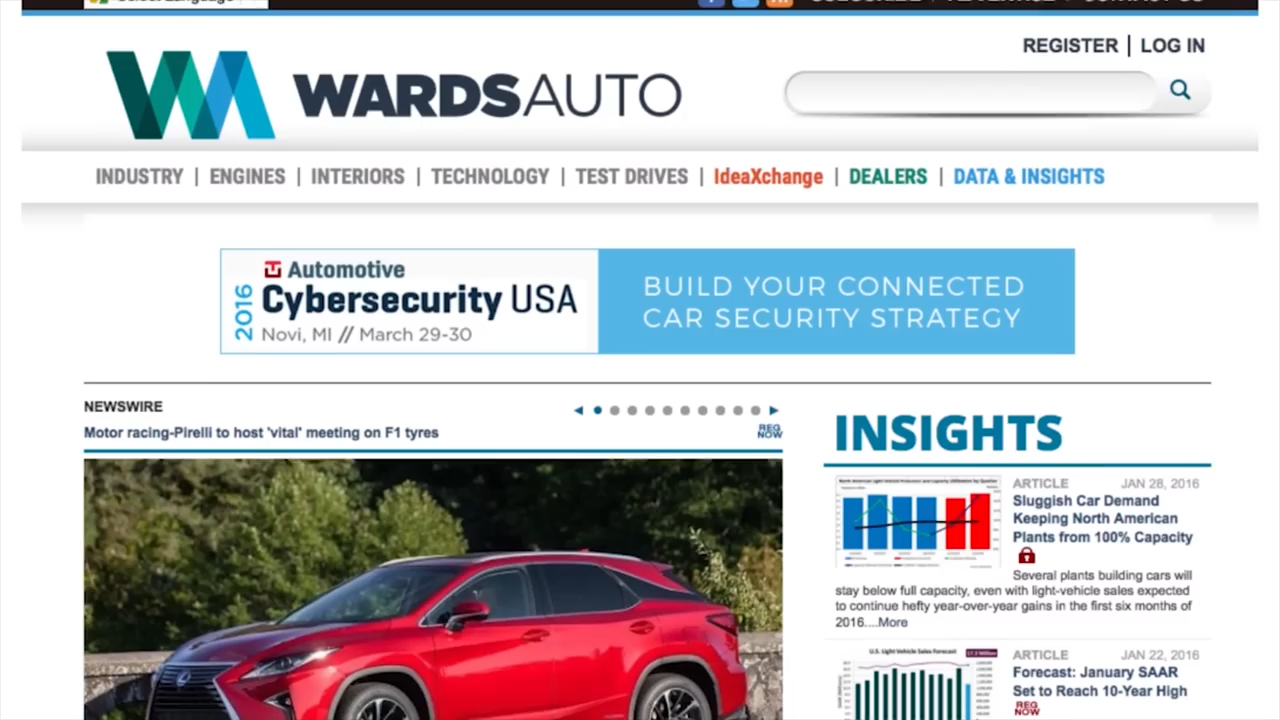 REGISTER | LOG IN
WARDSAUTO
INDUSTRY | ENGINES | INTERIORS | TECHNOLOGY | TEST DRIVES | IdeaXchange | DEALERS | DATA & INSIGHTS
2016
Automotive
Cybersecurity USA
Novi, MI // March 29-30
BUILD YOUR CONNECTED
CAR SECURITY STRATEGY
NEWSWIRE
Motor racing-Pirelli to host 'vital' meeting on F1 tyres
REG
NOW
INSIGHTS
ARTICLE JAN 28, 2016
Sluggish Car Demand
Keeping North American
Plants from 100% Capacity
Several plants building cars will
stay below full capacity, even with light-vehicle sales expected
to continue hefty year-over-year gains in the first six months of
2016....More
U.S. Light Vehicle Sales Forecast
ARTICLE JAN 22, 2016
Forecast: January SAAR
Set to Reach 10-Year High
REG
NOW